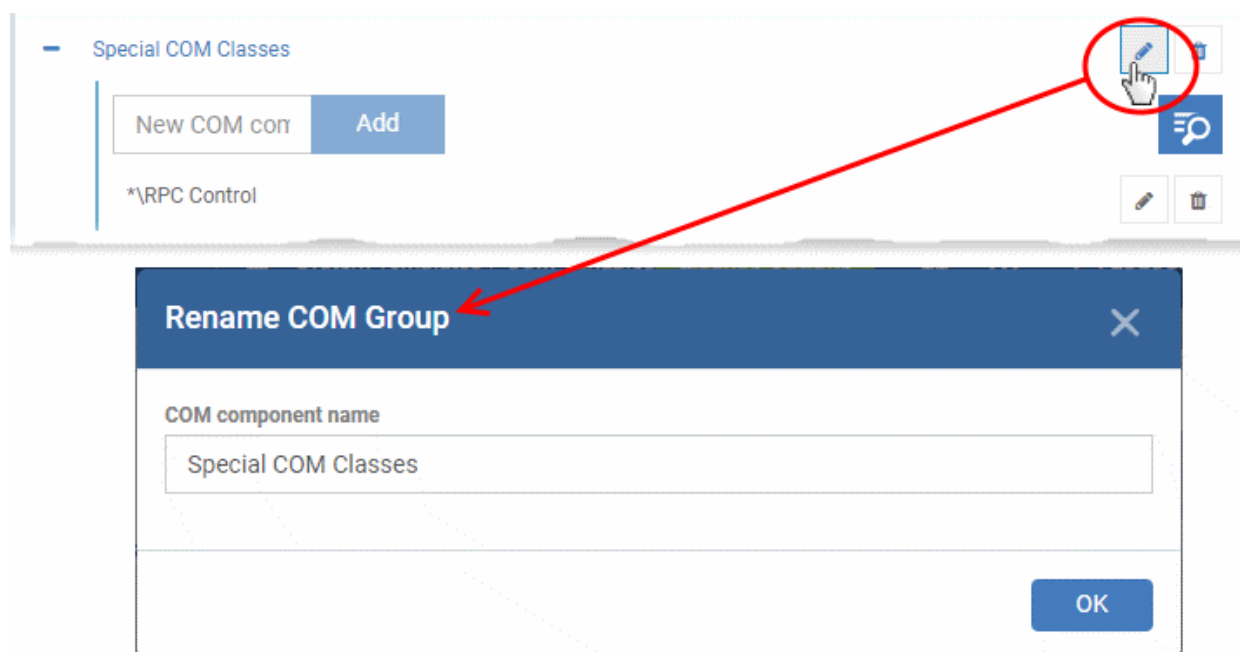 Special COM Classes
New COM com
Add
*\RPC Control
Rename COM Group
COM component name
Special COM Classes
OK